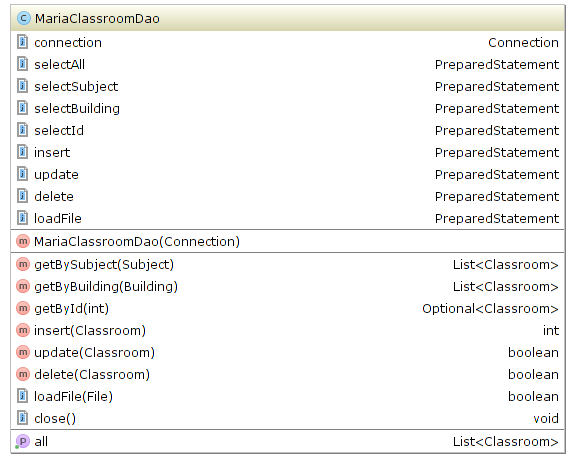 MariaClassroomDao
connection Connection
selectAll PreparedStatement
selectSubject PreparedStatement
selectBuilding PreparedStatement
selectId PreparedStatement
insert PreparedStatement
update PreparedStatement
delete PreparedStatement
loadFile PreparedStatement
MariaClassroomDao(Connection)
getBySubject(Subject) List<Classroom>
getByBuilding(Building) List<Classroom>
getById(int) Optional<Classroom>
insert(Classroom) int
update(Classroom) boolean
delete(Classroom) boolean
loadFile(File) boolean
close() void
all List<Classroom>